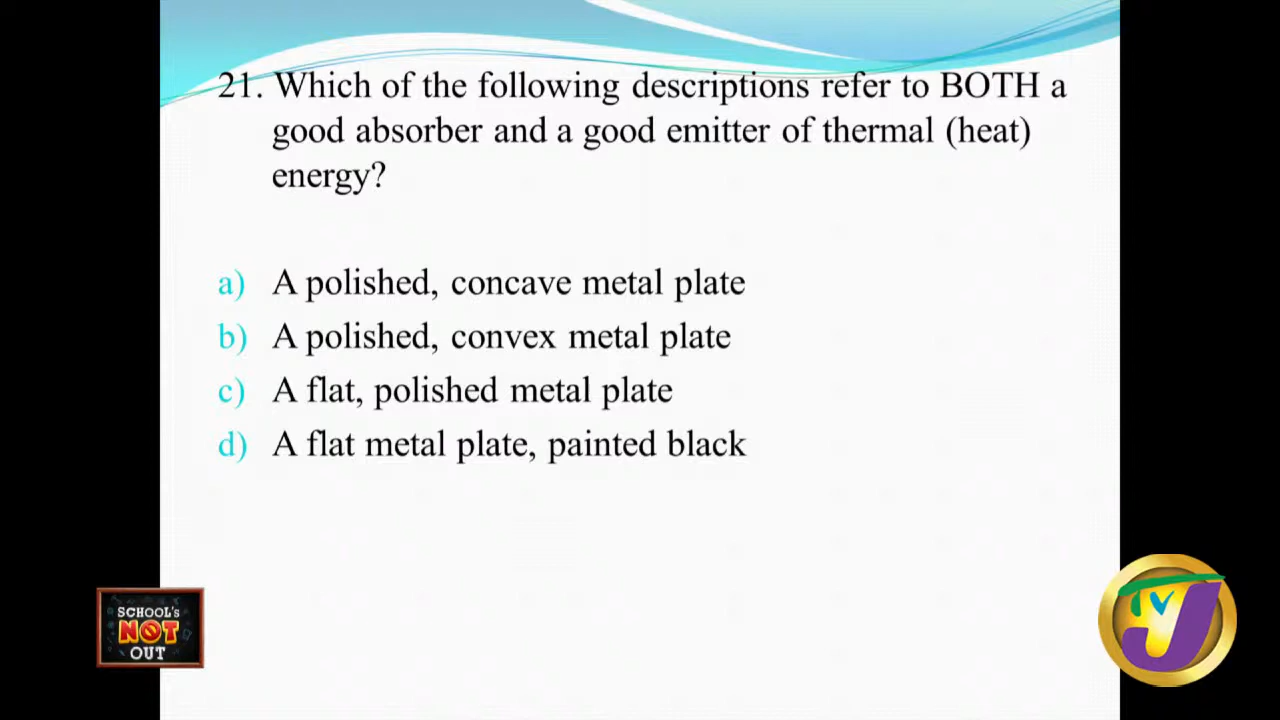 21. Which of the following descriptions refer to BOTH a
good absorber and a good emitter of thermal (heat)
energy?
a) A polished, concave metal plate
b) A polished, convex metal plate
c) A flat, polished metal plate
d) A flat metal plate, painted black
SCHOOL's
NOT
OUT
TVJ